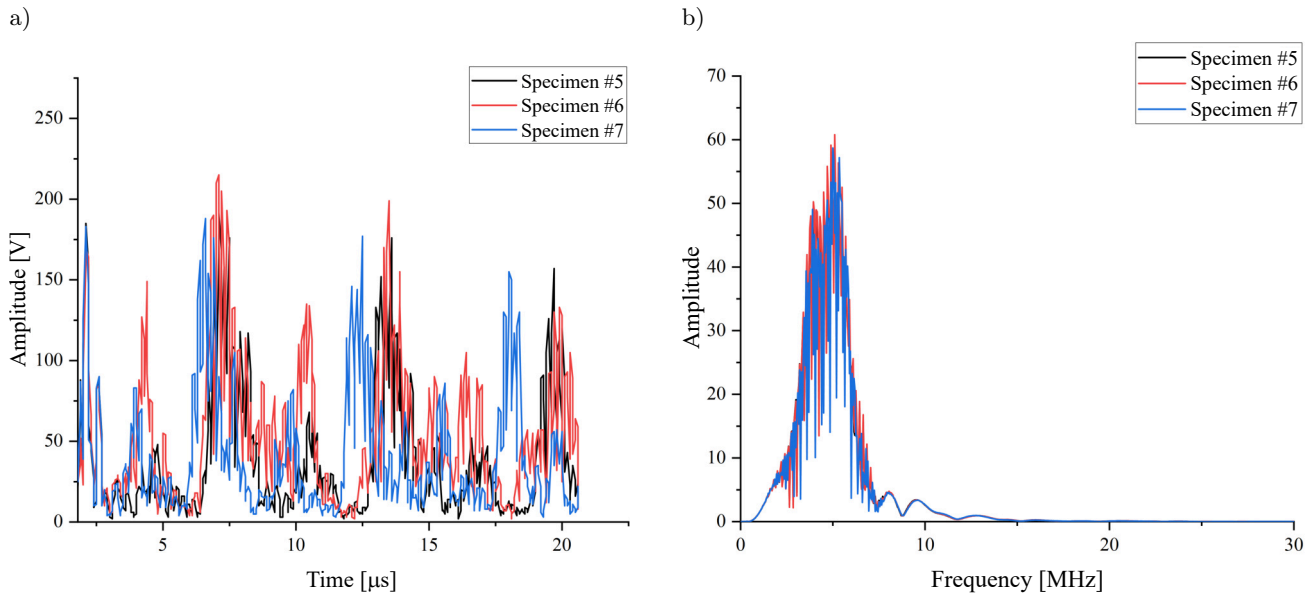 a)
Specimen #5
Specimen #6
Specimen #7
250
200
150
100
50
0
Amplitude [V]
5
10
15
20
Time [μs]
b)
Specimen #5
Specimen #6
Specimen #7
70
60
50
40
30
20
10
0
Amplitude
0
10
20
30
Frequency [MHz]